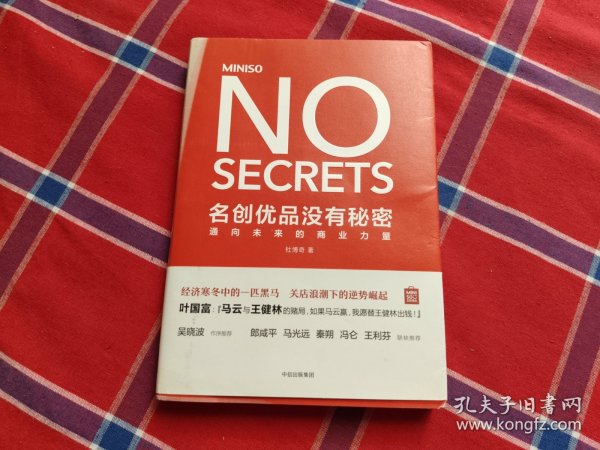 MINISO
NO
SECRETS
名创优品没有秘密
通向未来的商业力量
杜博奇 著
经济寒冬中的一匹黑马 关店浪潮下的逆势崛起
叶国富：『马云与王健林的赌局，如果马云赢，我愿替王健林出钱！』
吴晓波 作序推荐 郎咸平 马光远 秦朔 冯仑 王利芬 联袂推荐
中信出版集团
孔夫子旧书网
www.kongfz.com